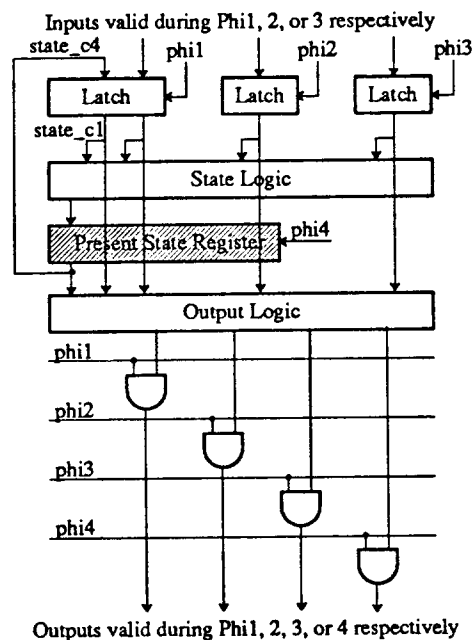 Inputs valid during Phi1, 2, or 3 respectively
state_c4
phi1
phi2
phi3
Latch
Latch
Latch
state_c1
State Logic
Present State Register
phi4
Output Logic
phi1
phi2
phi3
phi4
Outputs valid during Phi1, 2, 3, or 4 respectively